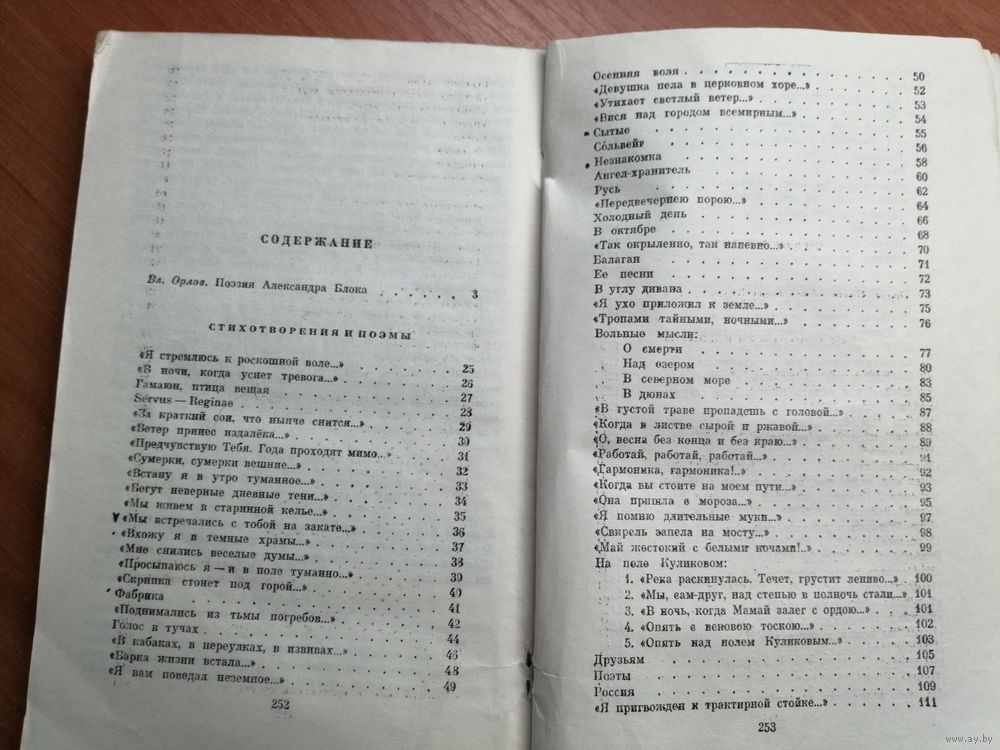 СОДЕРЖАНИЕ
Вл. Орлов. Поэзия Александра Блока . . . . . . 3
СТИХОТВОРЕНИЯ И ПОЭМЫ
«Я стремлюсь к роскошной воле...» 25
«В ночи, когда уснет тревога...» 26
Гамаюн, птица вещая 27
Servus — Reginae 28
«За краткий сон, что нынче снится...» 29
«Ветер принес издалёка...» 30
«Предчувствую Тебя. Года проходят мимо...» 31
«Сумерки, сумерки вешние...» 32
«Встану я в утро туманное...» 33
«Бегут неверные дневные тени...» 34
«Мы живем в старинной келье...» 35
«Мы встречались с тобой на закате...» 36
«Вхожу я в темные храмы...» 37
«Мне снились веселые думы...» 38
«Просыпаюсь я — и в поле туманно...» 39
«Скрипка стонет под горой...» 40
Фабрика 41
«Поднимались из тьмы погребов...» 42
Голос в тучах 44
«В кабаках, в переулках, в извивах...» 46
«Барка жизни встала...» 48
«Я вам поведал неземное...» 49
252
Осенняя воля 50
«Девушка пела в церковном хоре...» 52
«Утихает светлый ветер...» 53
«Вися над городом всемирным...» 54
Сытые 55
Сольвейг 56
Незнакомка 58
Ангел-хранитель 60
Русь 62
«Передвечернею порою...» 64
Холодный день 66
В октябре 68
«Так окрыленно, так напевно...» 70
Балаган 71
Ее песни 72
В углу дивана 73
«Я ухо приложил к земле...» 75
«Тропами тайными, ночными...» 76
Вольные мысли:
О смерти 77
Над озером 80
В северном море 83
В дюнах 85
«В густой траве пропадешь с головой...» 87
«Когда в листве сырой и ржавой...» 88
«О, весна без конца и без краю...» 89
«Работай, работай, работай...» 91
«Гармоника, гармоника!..» 92
«Когда вы стоите на моем пути...» 93
«Она пришла с мороза...» 95
«Я помню длительные муки...» 97
«Свирель запела на мосту...» 98
«Май жестокий с белыми ночами!..» 99
На поле Куликовом:
1. «Река раскинулась. Течет, грустит лениво...» 100
2. «Мы, сам-друг, над степью в полночь стали...» 101
3. «В ночь, когда Мамай залег с ордою...» 101
4. «Опять с вековою тоскою...» 102
5. «Опять над полем Куликовым...» 103
Друзьям 105
Поэты 107
Россия 109
«Я пригвожден к трактирной стойке...» 111
253
www.ay.by